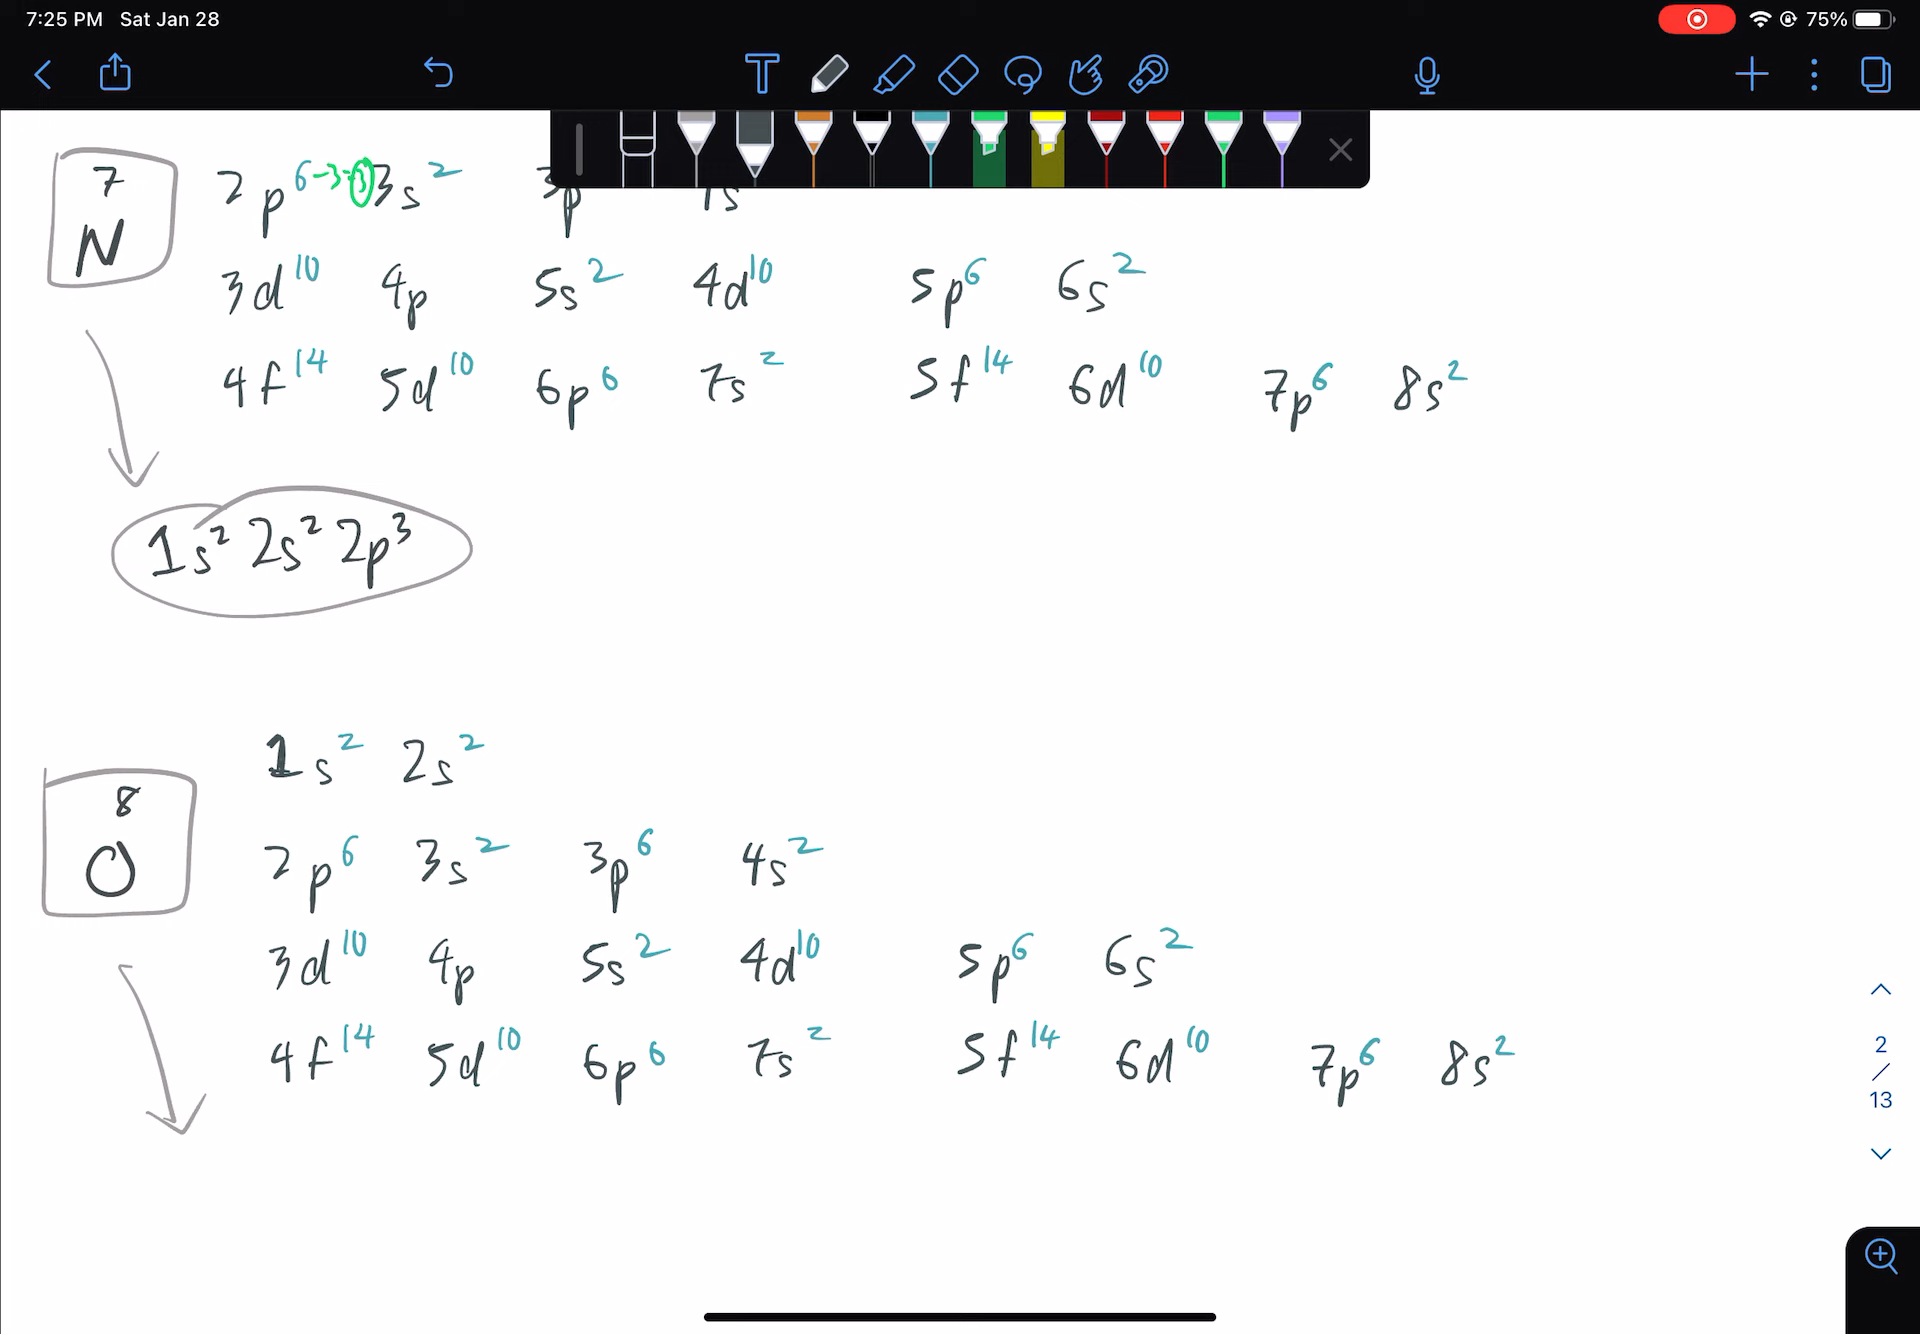 7:25 PM Sat Jan 28 75%
7
N
2p⁶⁻³⁼³ 3s² 3p
3d¹⁰ 4p 5s² 4d¹⁰ 5p⁶ 6s²
4f¹⁴ 5d¹⁰ 6p⁶ 7s² 5f¹⁴ 6d¹⁰ 7p⁶ 8s²
1s² 2s² 2p³
1s² 2s²
8
O
2p⁶ 3s² 3p⁶ 4s²
3d¹⁰ 4p 5s² 4d¹⁰ 5p⁶ 6s²
4f¹⁴ 5d¹⁰ 6p⁶ 7s² 5f¹⁴ 6d¹⁰ 7p⁶ 8s²
2
/
13